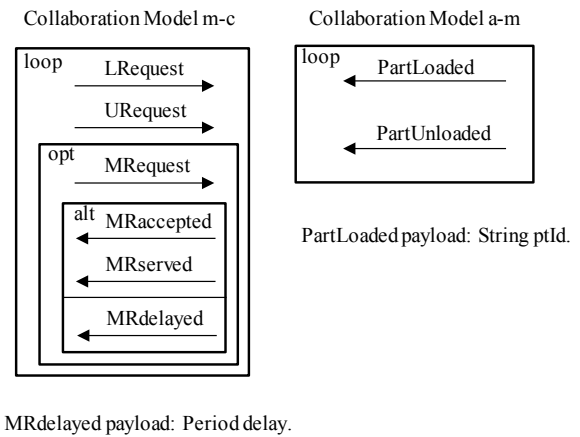 Collaboration Model m-c
loop
LRequest
URequest
opt
MRequest
alt
MRaccepted
MRserved
MRdelayed
MRdelayed payload: Period delay.
Collaboration Model a-m
loop
PartLoaded
PartUnloaded
PartLoaded payload: String ptId.